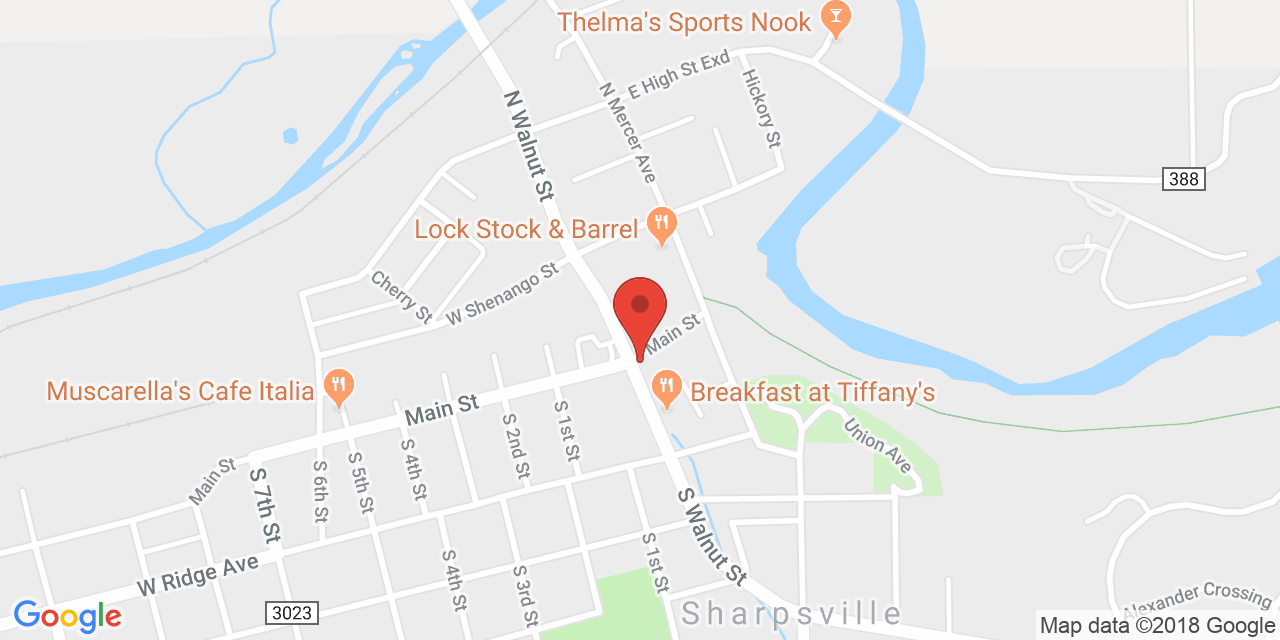 Thelma's Sports Nook
E High St Exd
Hickory St
N Mercer Ave
N Walnut St
388
Lock Stock & Barrel
Cherry St
W Shenango St
Main St
Muscarella's Cafe Italia
Breakfast at Tiffany's
Main St
Union Ave
S 1st St
S 2nd St
S 4th St
S 5th St
S 6th St
S 7th St
Main St
S Walnut St
W Ridge Ave
S 4th St
S 3rd St
S 1st St
3023
Sharpsville
Alexander Crossing
Google
Map data ©2018 Google